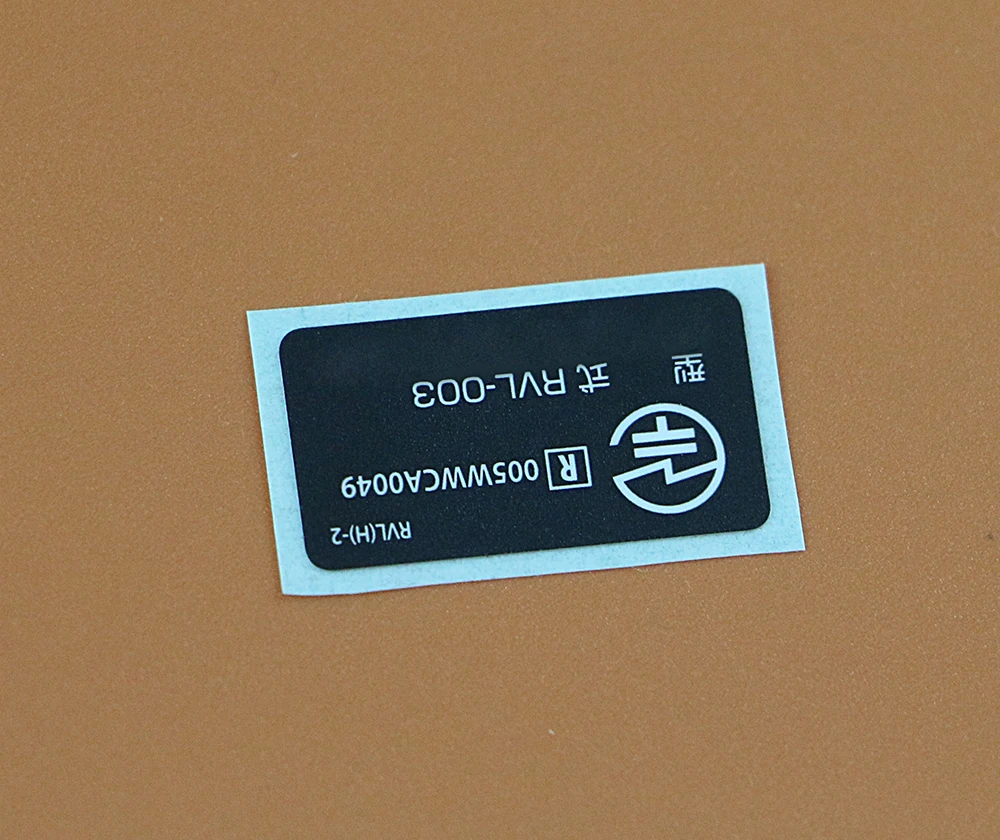 RVL(H)-2
R 005WWCA0049
型 式 RVL-003